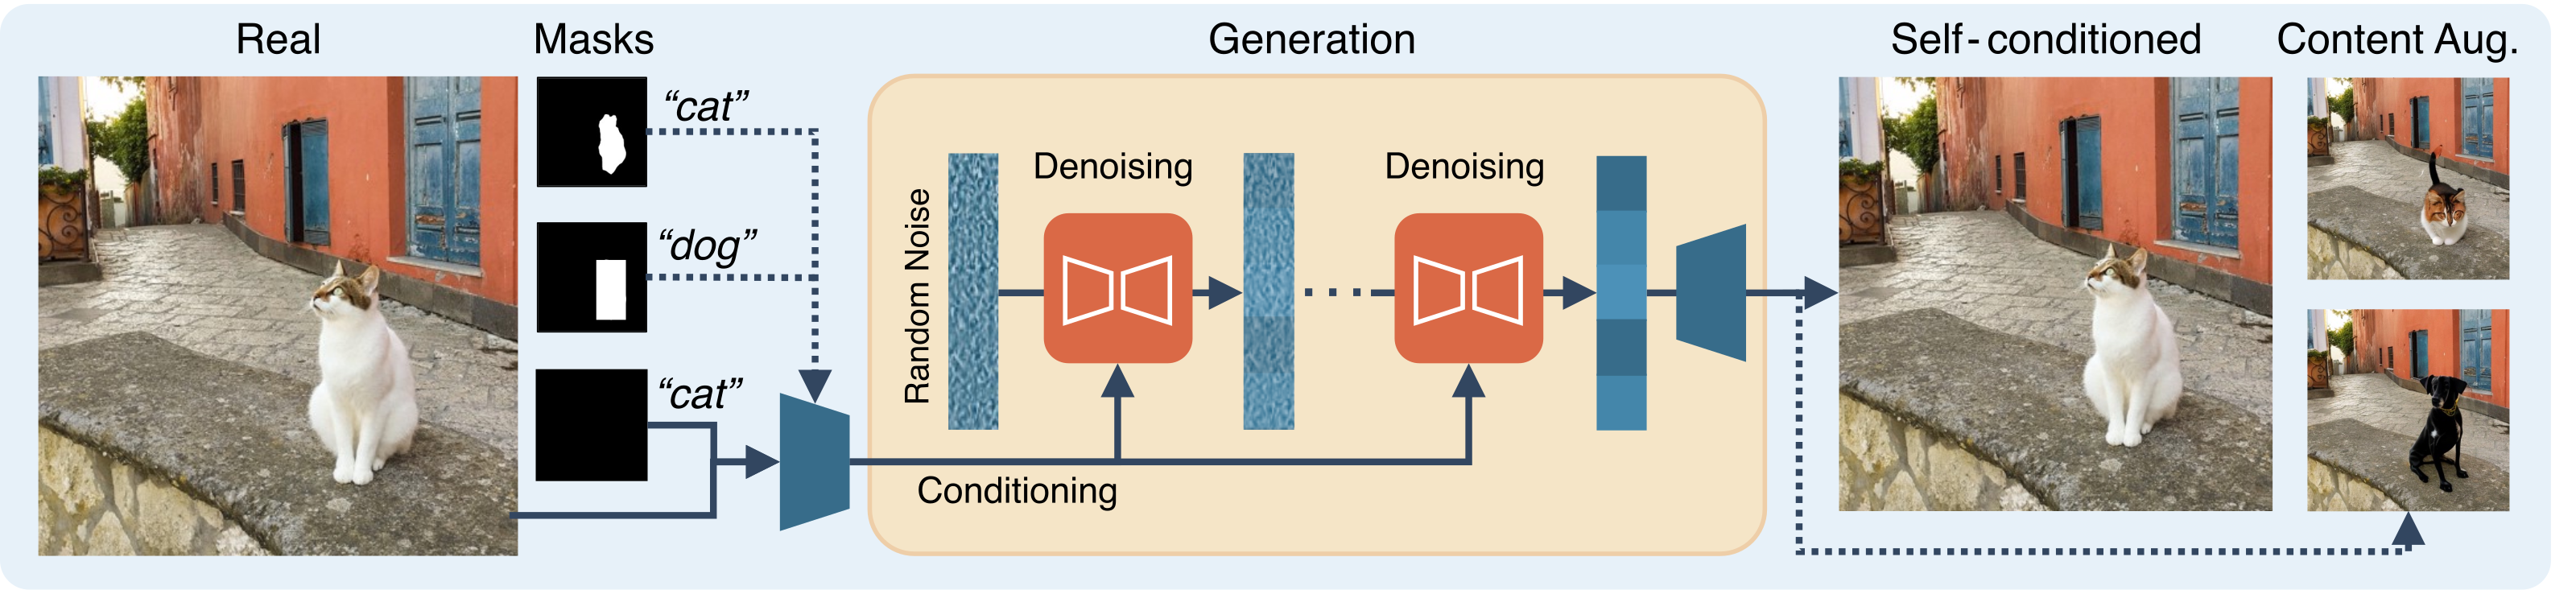 Real
Masks
Generation
Self-conditioned
Content Aug.
“cat”
“dog”
“cat”
Random Noise
Denoising
Denoising
Conditioning